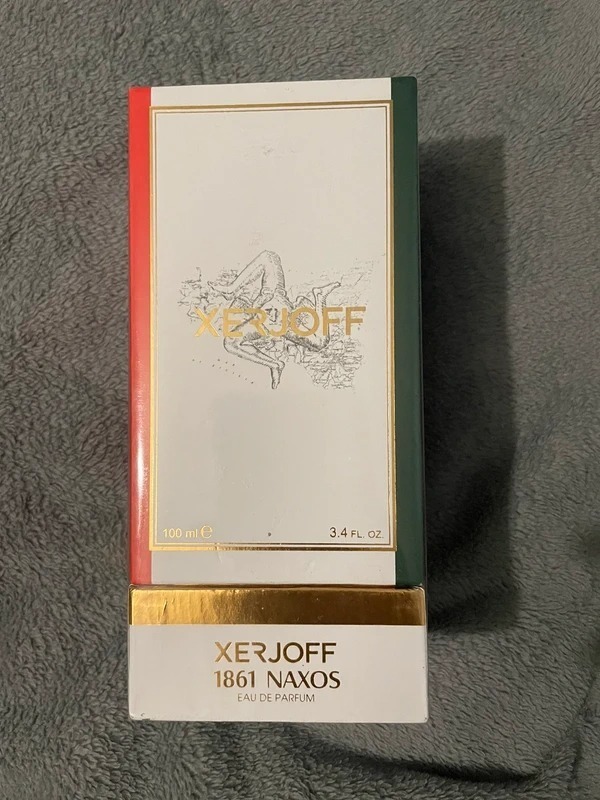 XERJOFF
100 ml ℮
3.4 FL. OZ.
XERJOFF
1861 NAXOS
EAU DE PARFUM